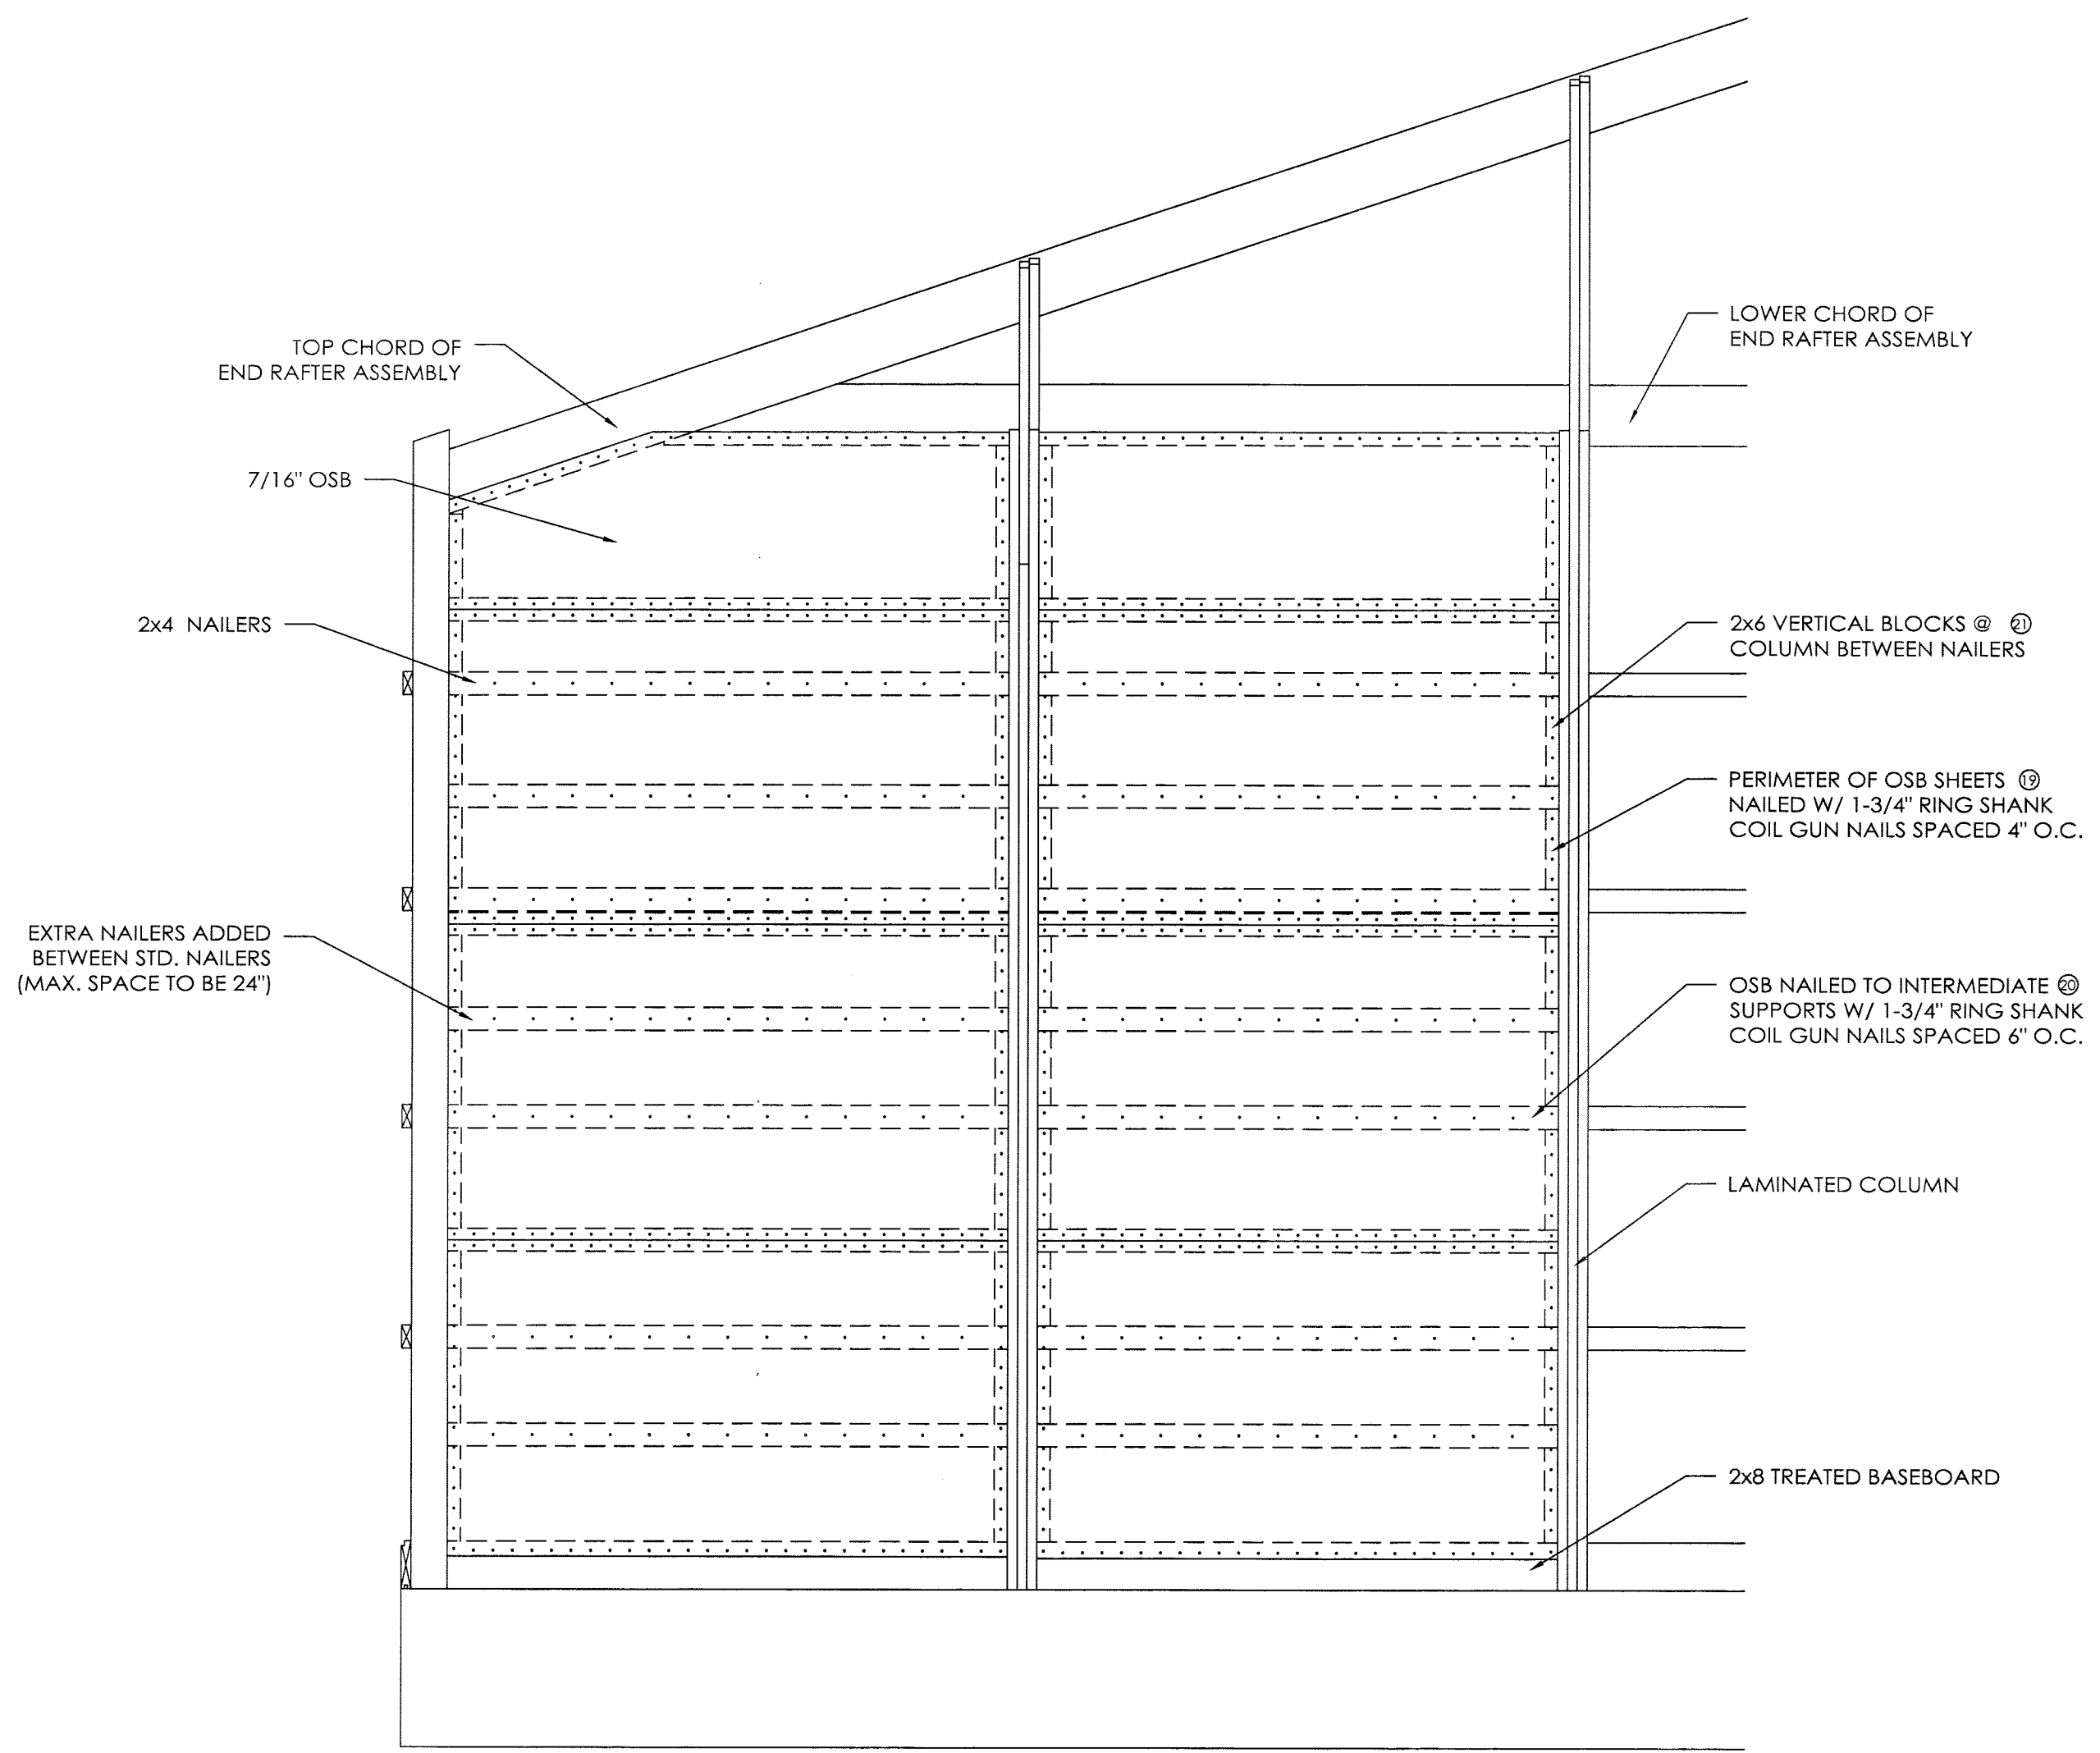 TOP CHORD OF
END RAFTER ASSEMBLY
7/16" OSB
2x4 NAILERS
EXTRA NAILERS ADDED
BETWEEN STD. NAILERS
(MAX. SPACE TO BE 24")
LOWER CHORD OF
END RAFTER ASSEMBLY
2x6 VERTICAL BLOCKS @ ㉑
COLUMN BETWEEN NAILERS
PERIMETER OF OSB SHEETS ⑲
NAILED W/ 1-3/4" RING SHANK
COIL GUN NAILS SPACED 4" O.C.
OSB NAILED TO INTERMEDIATE ⑳
SUPPORTS W/ 1-3/4" RING SHANK
COIL GUN NAILS SPACED 6" O.C.
LAMINATED COLUMN
2x8 TREATED BASEBOARD